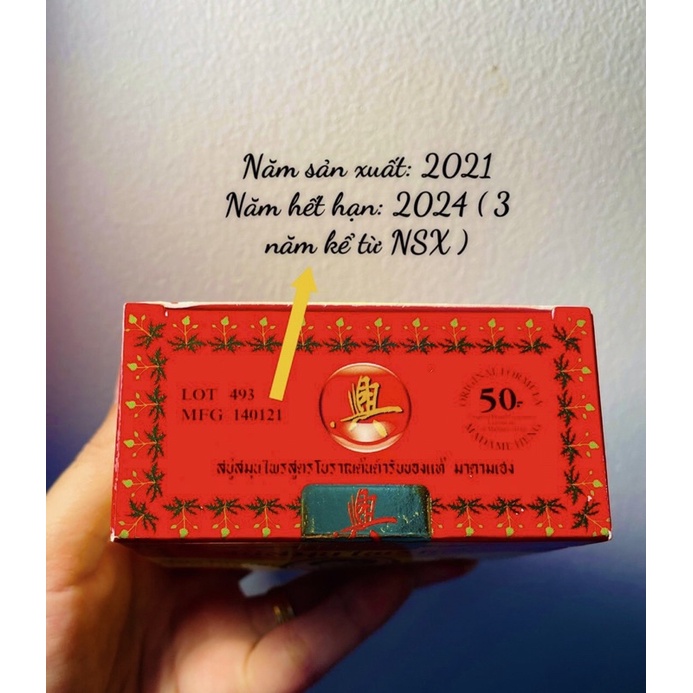 Năm sản xuất: 2021
Năm hết hạn: 2024 ( 3
năm kể từ NSX )
LOT 493
MFG 140121
興
ORIGINAL FORMULA
50.-
MADAME HENG
สบู่สมุนไพรสูตรโบราณต้นตำรับของแท้ มาดามเฮง
興